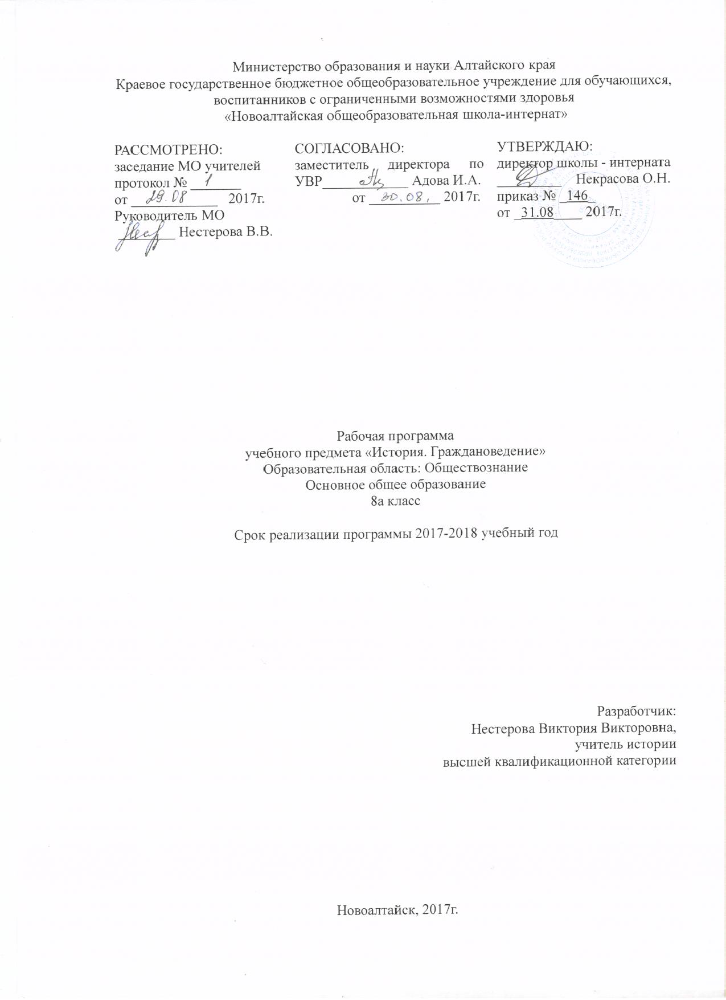 Министерство образования и науки Алтайского края
Краевое государственное бюджетное общеобразовательное учреждение для обучающихся,
воспитанников с ограниченными возможностями здоровья
«Новоалтайская общеобразовательная школа-интернат»
РАССМОТРЕНО:
заседание МО учителей
протокол № 1
от 29.08 2017г.
Руководитель МО
Нестерова В.В.
СОГЛАСОВАНО:
заместитель директора по
УВР Адова И.А.
от 30.08, 2017г.
УТВЕРЖДАЮ:
директор школы - интерната
Некрасова О.Н.
приказ № 146
от 31.08 2017г.
Рабочая программа
учебного предмета «История. Граждановедение»
Образовательная область: Обществознание
Основное общее образование
8а класс
Срок реализации программы 2017-2018 учебный год
Разработчик:
Нестерова Виктория Викторовна,
учитель истории
высшей квалификационной категории
Новоалтайск, 2017г.